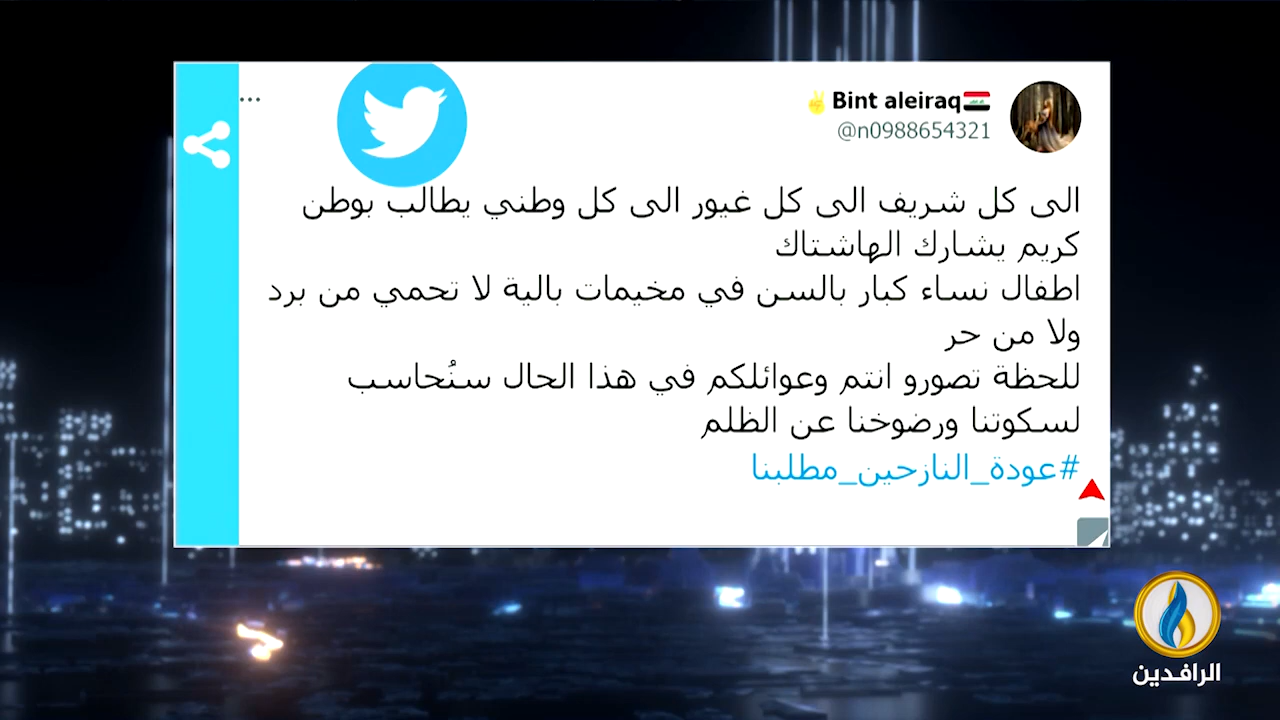 Bint aleiraq
@n0988654321
الى كل شريف الى كل غيور الى كل وطني يطالب بوطن
كريم يشارك الهاشتاك
اطفال نساء كبار بالسن في مخيمات بالية لا تحمي من برد
ولا من حر
للحظة تصورو انتم وعوائلكم في هذا الحال سنُحاسب
لسكوتنا ورضوخنا عن الظلم
#عودة_النازحين_مطلبنا
الرافدين